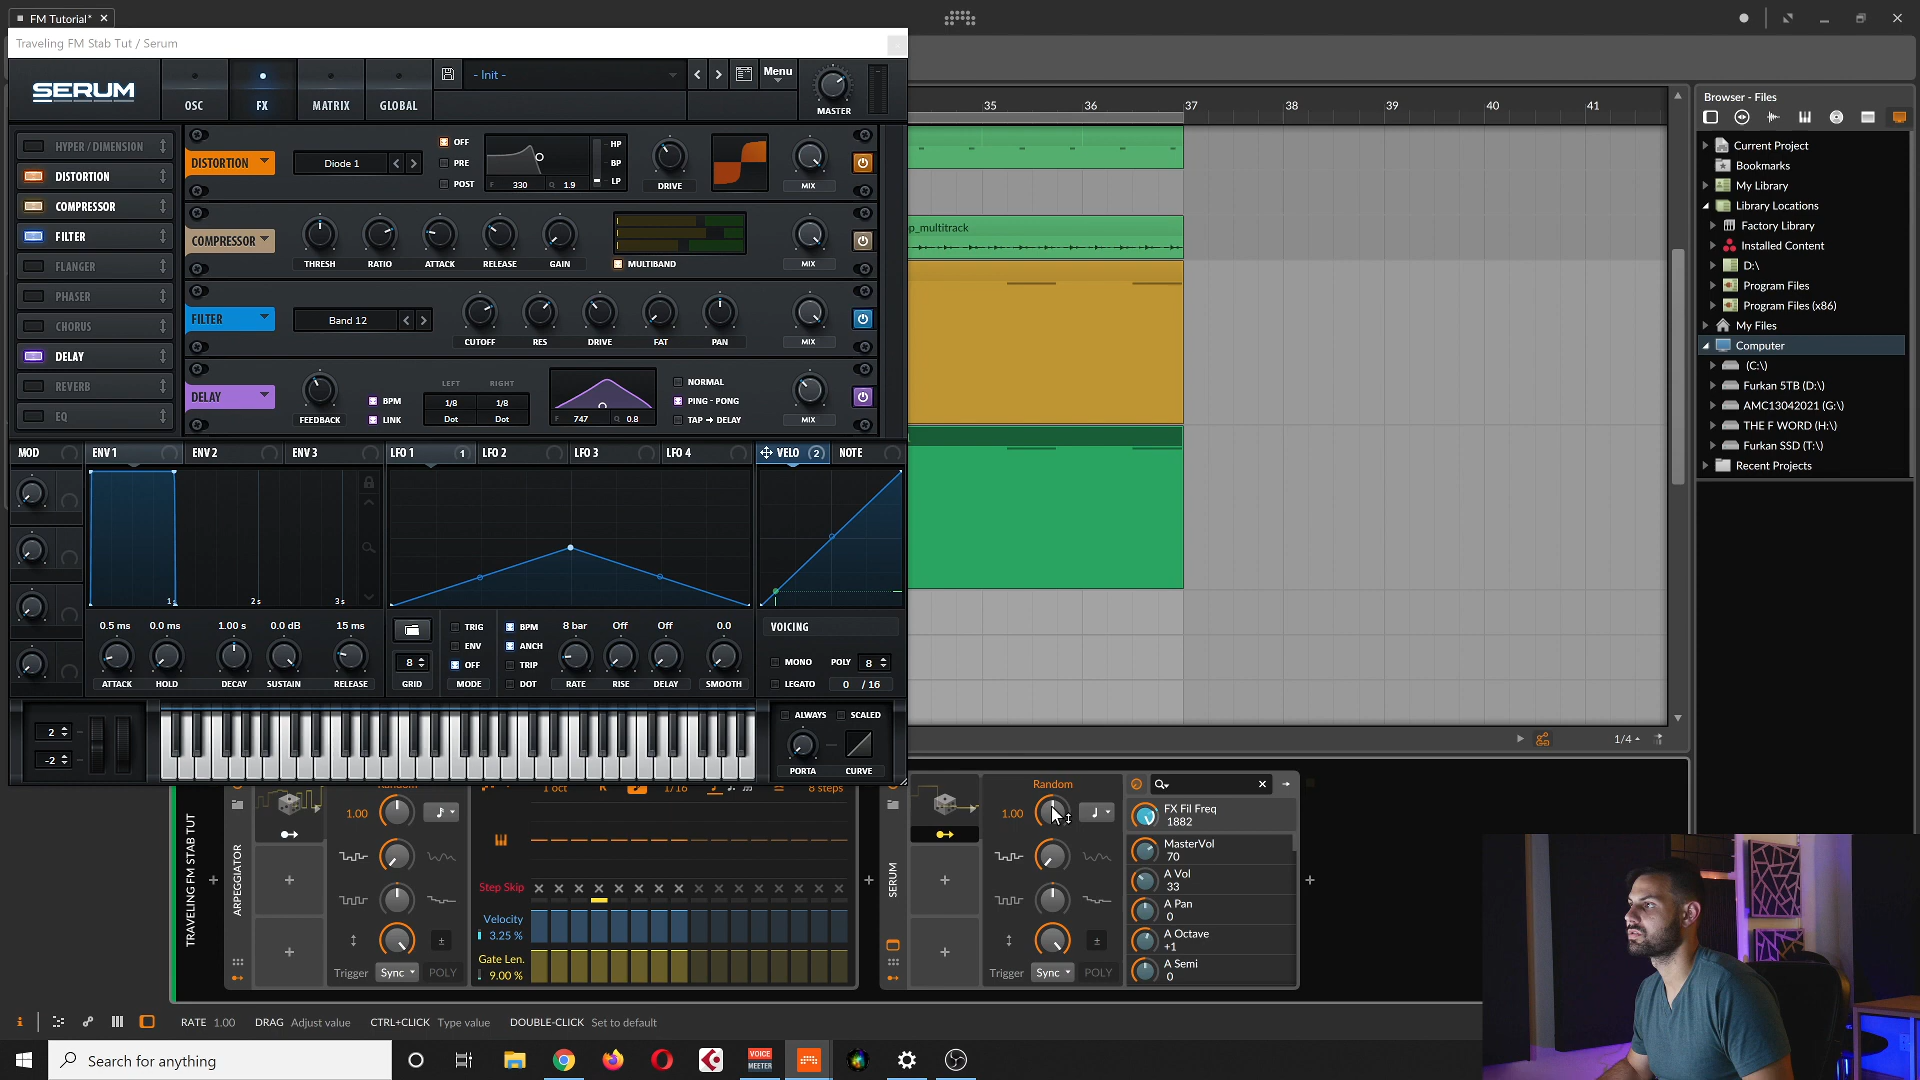 FM Tutorial*
Traveling FM Stab Tut / Serum
SERUM
OSC
FX
MATRIX
GLOBAL
- Init -
Menu
MASTER
HYPER / DIMENSION
DISTORTION
COMPRESSOR
FILTER
FLANGER
PHASER
CHORUS
DELAY
REVERB
EQ
DISTORTION
Diode 1
OFF
PRE
POST
F 330 Q 1.9
HP
BP
LP
DRIVE
MIX
COMPRESSOR
THRESH
RATIO
ATTACK
RELEASE
GAIN
MULTIBAND
MIX
FILTER
Band 12
CUTOFF
RES
DRIVE
FAT
PAN
MIX
DELAY
FEEDBACK
BPM
LINK
LEFT RIGHT
1/8 1/8
Dot Dot
F 747 Q 0.8
NORMAL
PING - PONG
TAP → DELAY
MIX
MOD
ENV 1
ENV 2
ENV 3
LFO 1 1
LFO 2
LFO 3
LFO 4
VELO 2
NOTE
1s 2s 3s
0.5 ms 0.0 ms 1.00 s 0.0 dB 15 ms
ATTACK HOLD DECAY SUSTAIN RELEASE
8
GRID
TRIG
ENV
OFF
MODE
BPM
ANCH
TRIP
DOT
8 bar Off Off 0.0
RATE RISE DELAY SMOOTH
VOICING
MONO POLY 8
LEGATO 0 / 16
2
-2
ALWAYS SCALED
PORTA CURVE
35 36 37 38 39 40 41
p_multitrack
1/4
Browser - Files
Current Project
Bookmarks
My Library
Library Locations
Factory Library
Installed Content
D:\
Program Files
Program Files (x86)
My Files
Computer
(C:\)
Furkan 5TB (D:\)
AMC13042021 (G:\)
THE F WORD (H:\)
Furkan SSD (T:\)
Recent Projects
TRAVELING FM STAB TUT
ARPEGGIATOR
Random
1.00
Trigger Sync POLY
1 oct 1/16 8 steps
Step Skip
Velocity
3.25 %
Gate Len.
9.00 %
SERUM
Random
1.00
Trigger Sync POLY
FX Fil Freq
1882
MasterVol
70
A Vol
33
A Pan
0
A Octave
+1
A Semi
0
RATE 1.00 DRAG Adjust value CTRL+CLICK Type value DOUBLE-CLICK Set to default
Search for anything
VOICE
MEETER